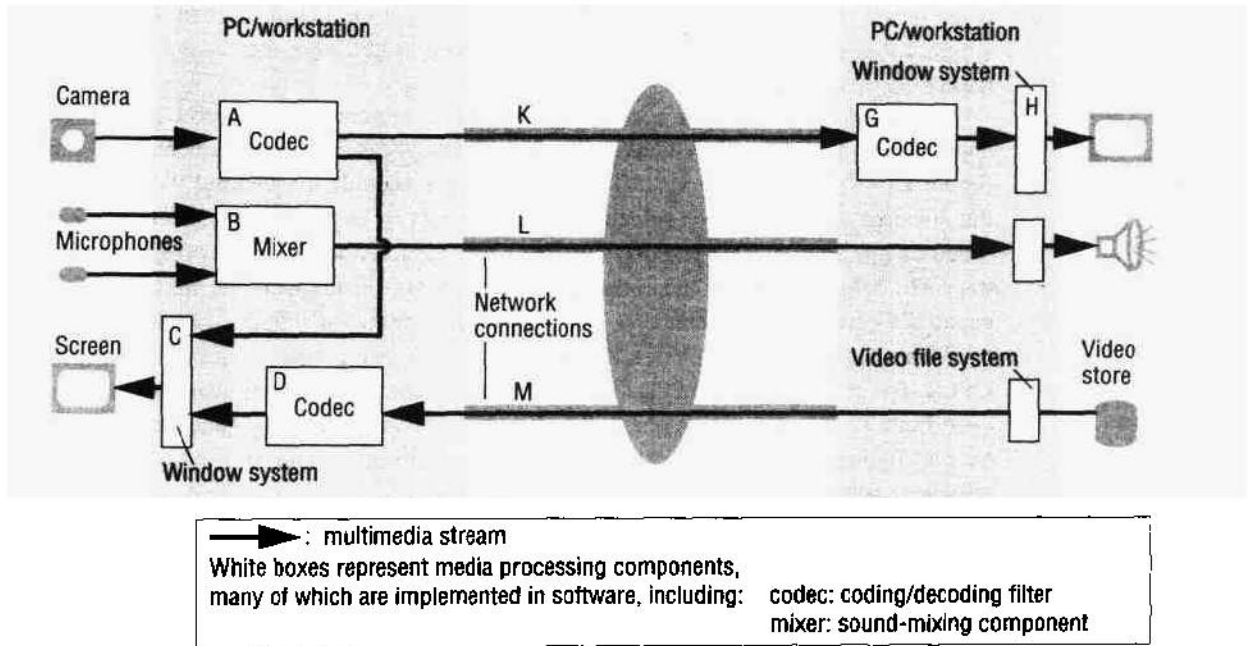 PC/workstation
PC/workstation
Window system
Camera
A
Codec
K
G
Codec
H
B
Mixer
Microphones
L
Network
connections
Screen
C
D
Codec
M
Video file system
Video
store
Window system
: multimedia stream
White boxes represent media processing components,
many of which are implemented in software, including: codec: coding/decoding filter
mixer: sound-mixing component